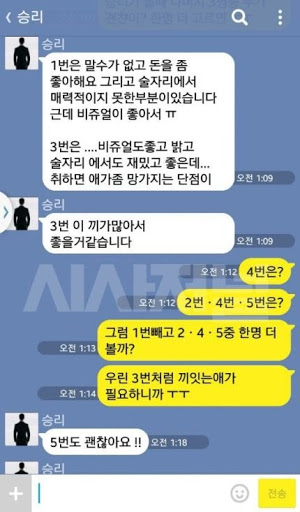 승리
승리
1번은 말수가 없고 돈을 좀
좋아해요 그리고 술자리에서
매력적이지 못한부분이있습니다
근데 비쥬얼이 좋아서 ㅠ
3번은 ....비쥬얼도좋고 밝고
술자리 에서도 재밌고 좋은데...
취하면 애가좀 망가지는 단점이
오전 1:09
승리
3번 이 끼가많아서
좋을거같습니다
오전 1:09
오전 1:12
4번은?
오전 1:12
2번·4번·5번은?
시사저널
그럼 1번빼고 2·4·5중 한명 더
볼까?
오전 1:13
우린 3번처럼 끼잇는애가
필요하니까 ㅜㅜ
오전 1:14
승리
5번도 괜찮아요 !!
오전 1:18
승리
전송